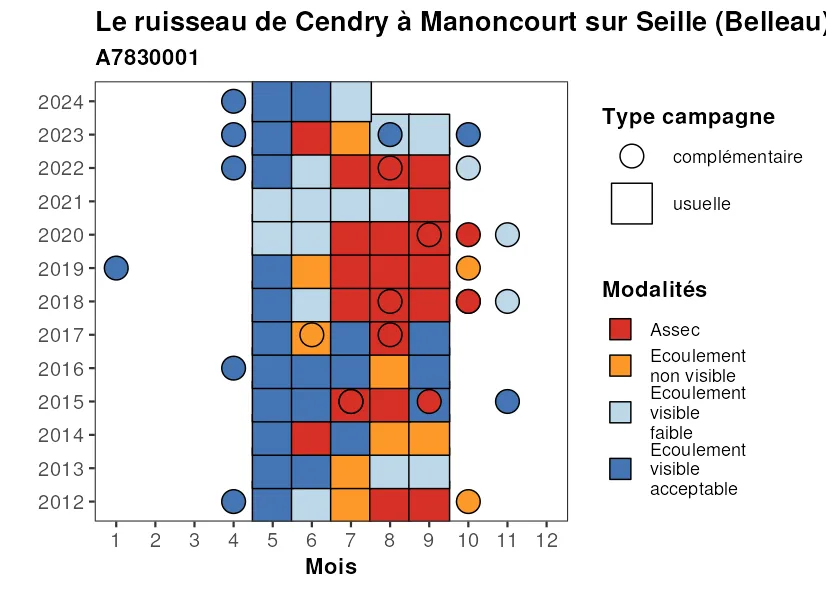 Le ruisseau de Cendry à Manoncourt sur Seille (Belleau)
A7830001
2024
2023
2022
2021
2020
2019
2018
2017
2016
2015
2014
2013
2012
1 2 3 4 5 6 7 8 9 10 11 12
Mois
Type campagne
complémentaire
usuelle
Modalités
Assec
Ecoulement
non visible
Ecoulement
visible
faible
Ecoulement
visible
acceptable